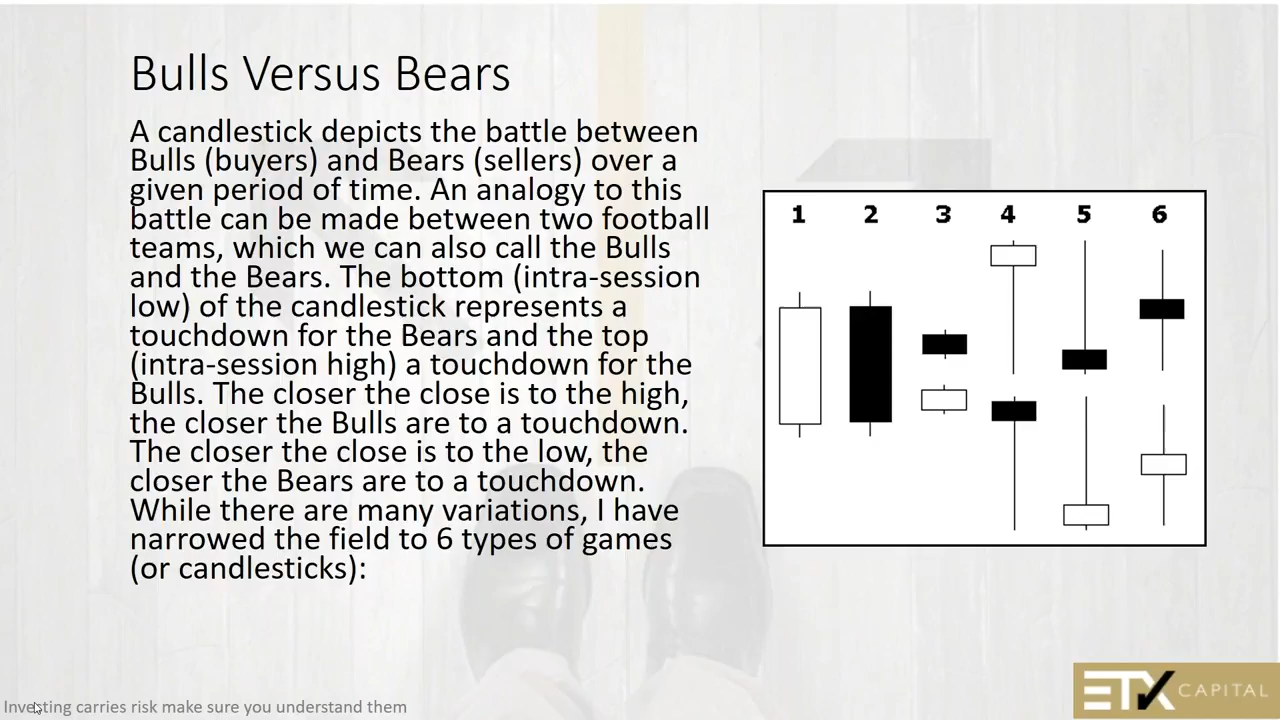 Bulls Versus Bears
A candlestick depicts the battle between
Bulls (buyers) and Bears (sellers) over a
given period of time. An analogy to this
battle can be made between two football
teams, which we can also call the Bulls
and the Bears. The bottom (intra-session
low) of the candlestick represents a
touchdown for the Bears and the top
(intra-session high) a touchdown for the
Bulls. The closer the close is to the high,
the closer the Bulls are to a touchdown.
The closer the close is to the low, the
closer the Bears are to a touchdown.
While there are many variations, I have
narrowed the field to 6 types of games
(or candlesticks):
1 2 3 4 5 6
Investing carries risk make sure you understand them
ETX CAPITAL